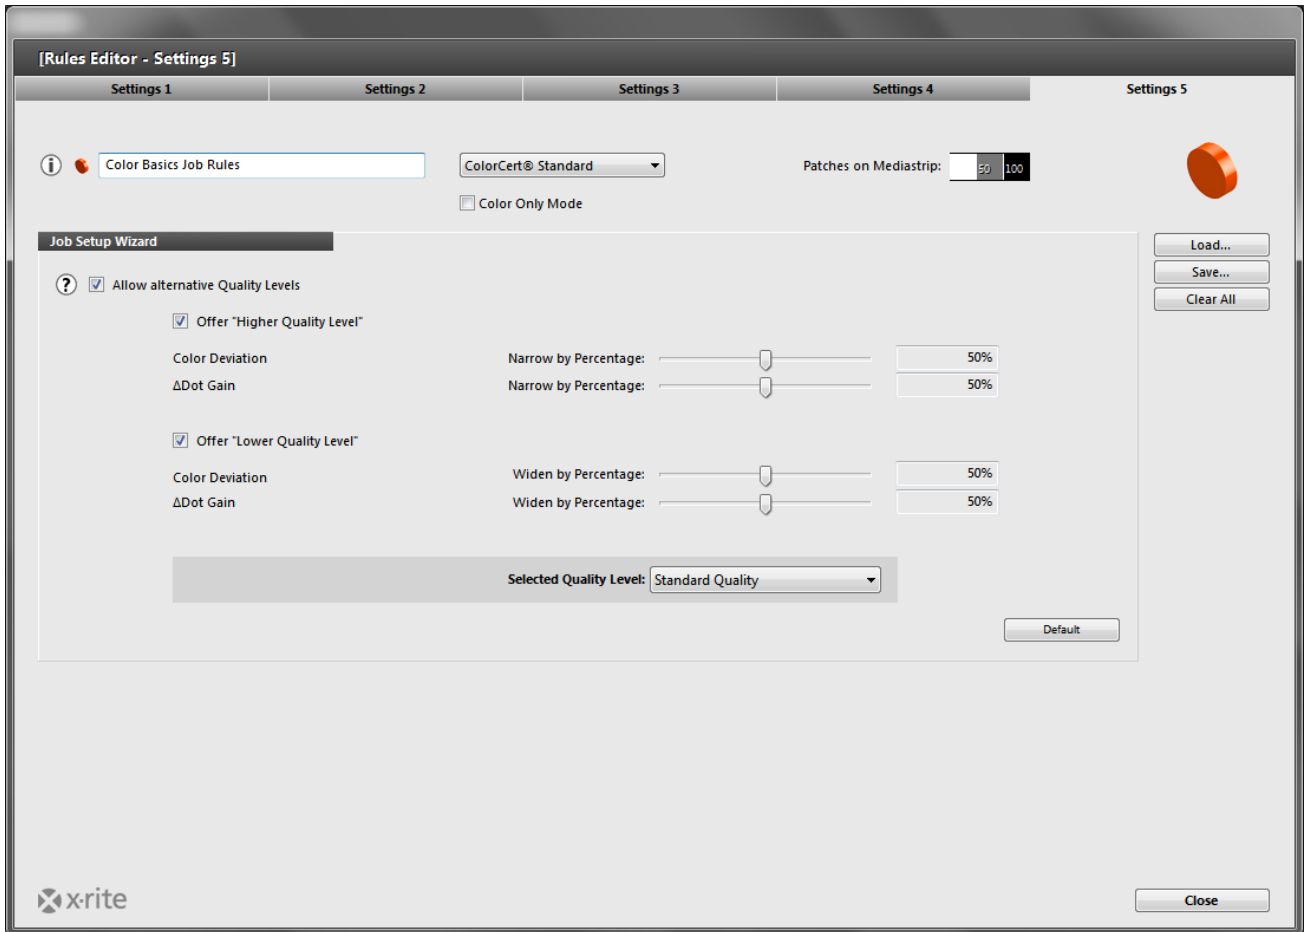 [Rules Editor - Settings 5]
Settings 1 Settings 2 Settings 3 Settings 4 Settings 5
i Color Basics Job Rules ColorCert® Standard Patches on Mediastrip: 50 100
Color Only Mode
Job Setup Wizard
Load...
Save...
Clear All
? Allow alternative Quality Levels
Offer "Higher Quality Level"
Color Deviation Narrow by Percentage: 50%
ΔDot Gain Narrow by Percentage: 50%
Offer "Lower Quality Level"
Color Deviation Widen by Percentage: 50%
ΔDot Gain Widen by Percentage: 50%
Selected Quality Level: Standard Quality
Default
x·rite
Close